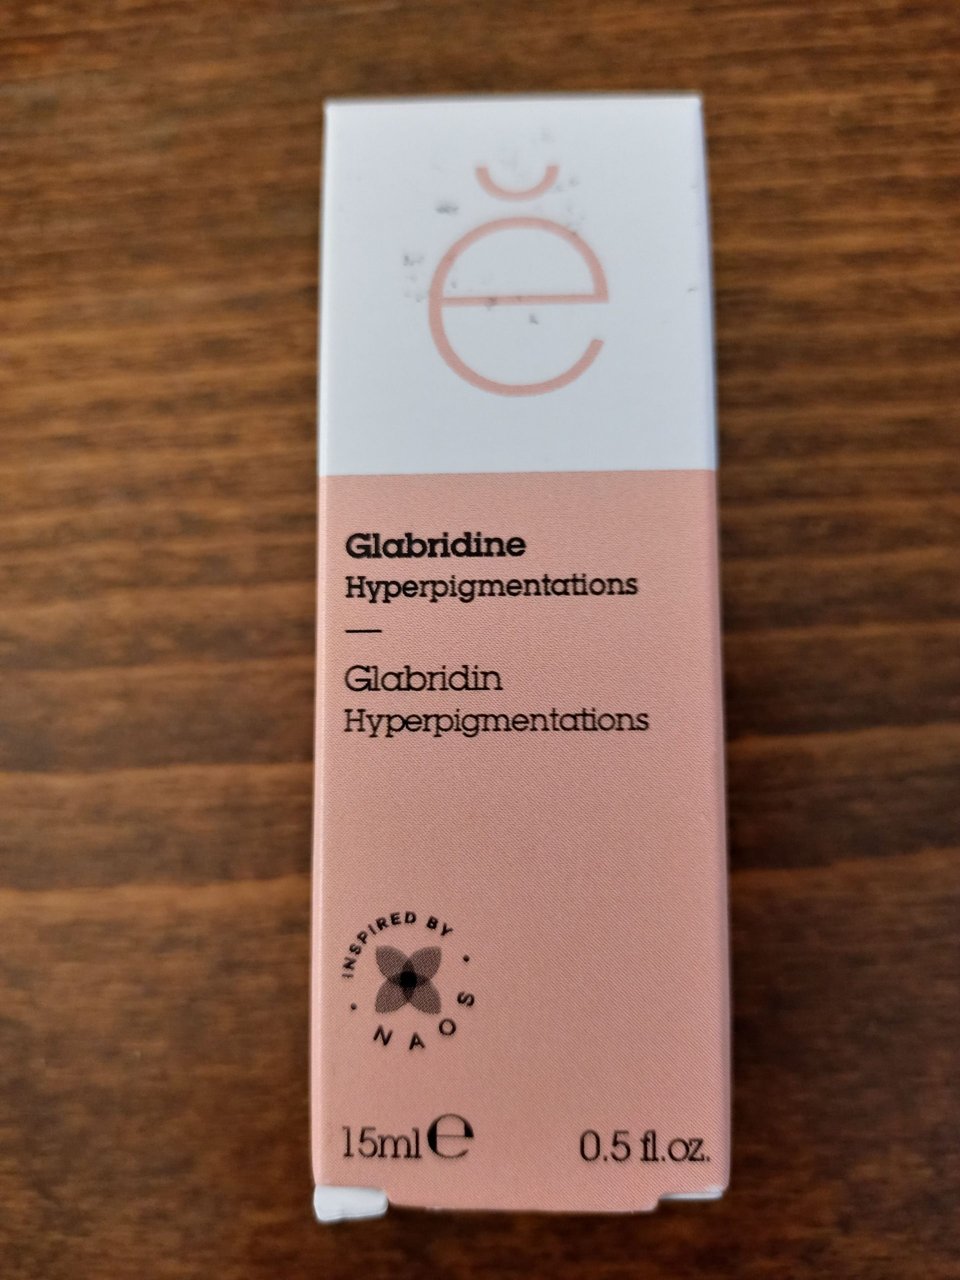 ĕ
Glabridine
Hyperpigmentations
—
Glabridin
Hyperpigmentations
INSPIRED BY
• NAOS •
15ml e
0.5 fl.oz.